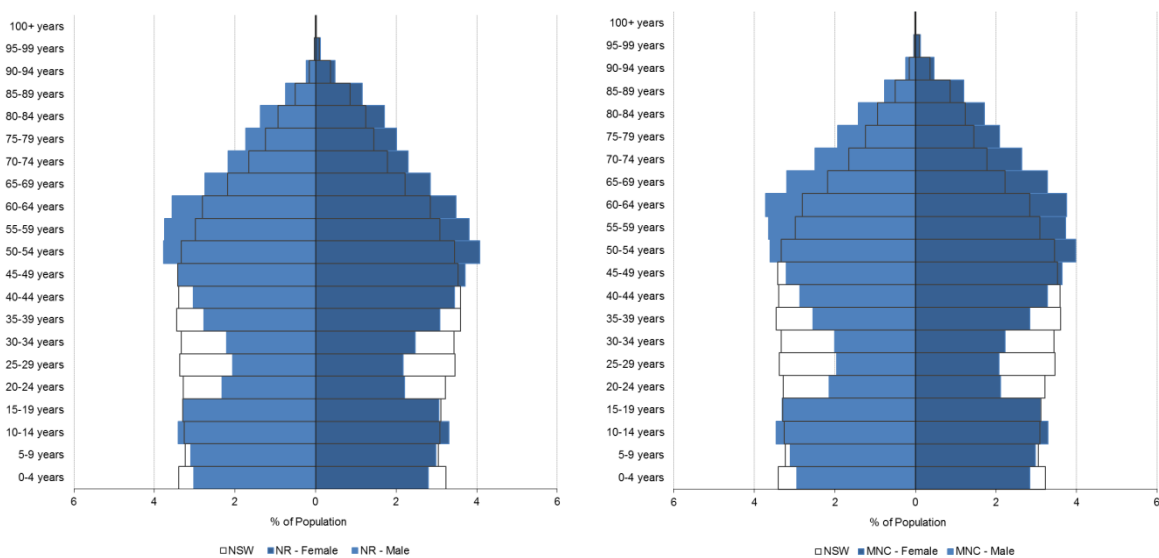 100+ years
95-99 years
90-94 years
85-89 years
80-84 years
75-79 years
70-74 years
65-69 years
60-64 years
55-59 years
50-54 years
45-49 years
40-44 years
35-39 years
30-34 years
25-29 years
20-24 years
15-19 years
10-14 years
5-9 years
0-4 years
6 4 2 0 2 4 6
% of Population
NSW NR - Female NR - Male
100+ years
95-99 years
90-94 years
85-89 years
80-84 years
75-79 years
70-74 years
65-69 years
60-64 years
55-59 years
50-54 years
45-49 years
40-44 years
35-39 years
30-34 years
25-29 years
20-24 years
15-19 years
10-14 years
5-9 years
0-4 years
6 4 2 0 2 4 6
% of Population
NSW MNC - Female MNC - Male